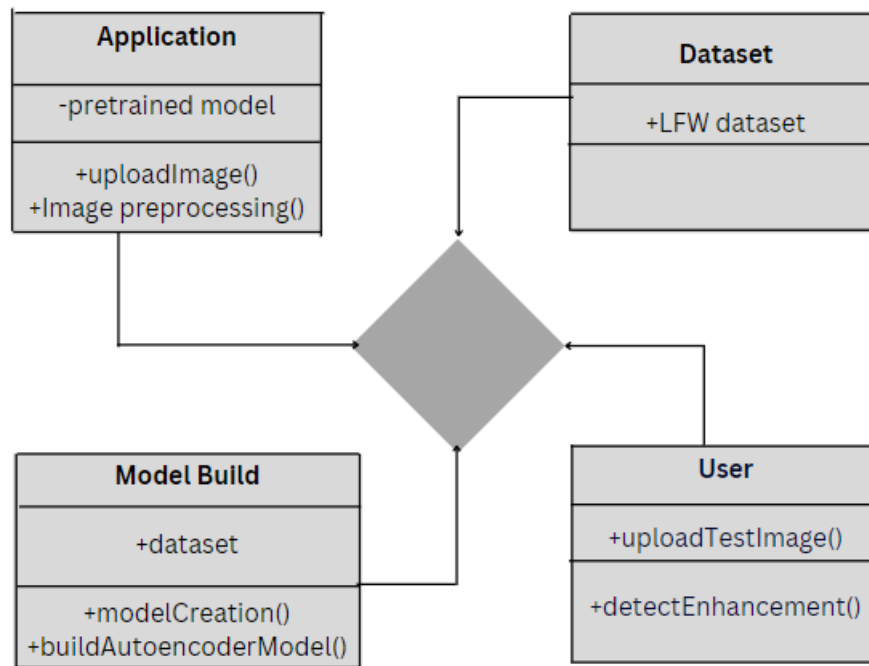 Application
-pretrained model
+uploadImage()
+Image preprocessing()
Dataset
+LFW dataset
Model Build
+dataset
+modelCreation()
+buildAutoencoderModel()
User
+uploadTestImage()
+detectEnhancement()